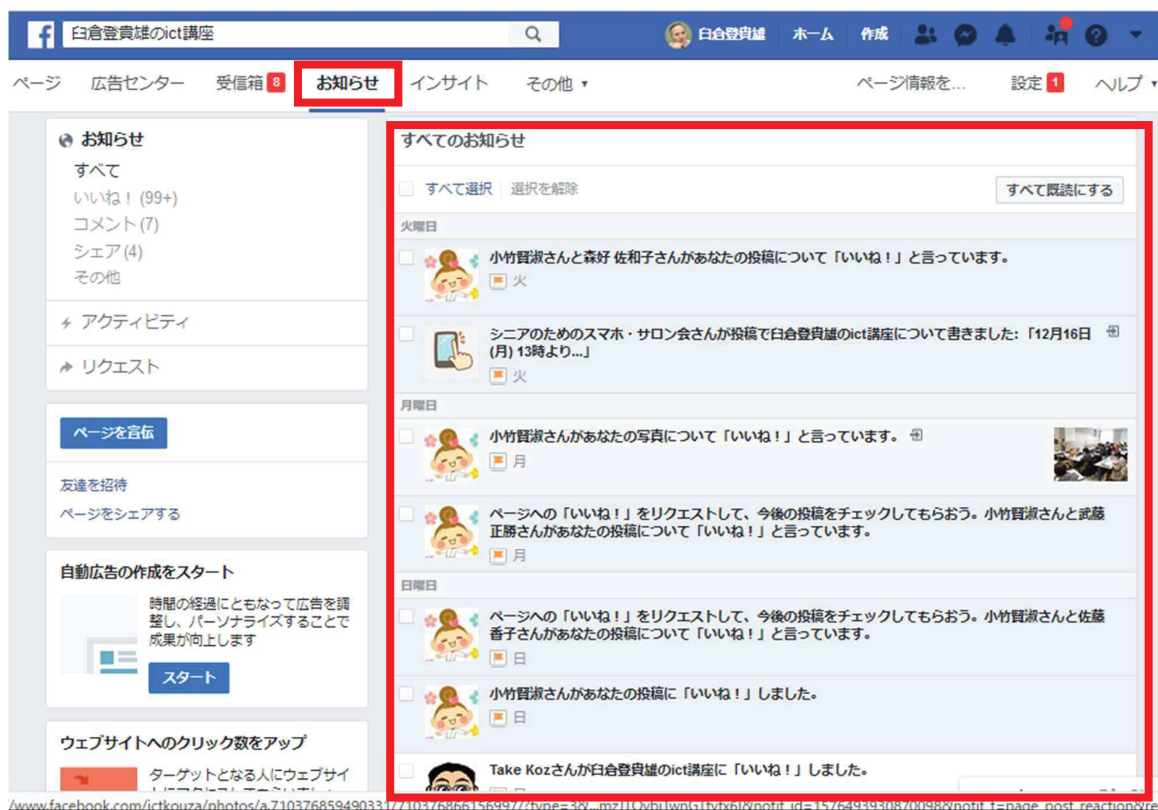 臼倉登貴雄のict講座
臼倉登貴雄 ホーム 作成
ページ 広告センター 受信箱 8 お知らせ インサイト その他 ページ情報を... 設定 1 ヘルプ
お知らせ
すべて
いいね！ (99+)
コメント (7)
シェア (4)
その他
アクティビティ
リクエスト
ページを宣伝
友達を招待
ページをシェアする
自動広告の作成をスタート
時間の経過にともなって広告を調
整し、パーソナライズすることで
成果が向上します
スタート
ウェブサイトへのクリック数をアップ
ターゲットとなる人にウェブサイ
すべてのお知らせ
すべて選択 選択を解除 すべて既読にする
火曜日
小竹賢淑さんと森好 佐和子さんがあなたの投稿について「いいね！」と言っています。
火
シニアのためのスマホ・サロン会さんが投稿で臼倉登貴雄のict講座について書きました:「12月16日
(月) 13時より...」
火
月曜日
小竹賢淑さんがあなたの写真について「いいね！」と言っています。
月
ページへの「いいね！」をリクエストして、今後の投稿をチェックしてもらおう。小竹賢淑さんと武藤
正勝さんがあなたの投稿について「いいね！」と言っています。
月
日曜日
ページへの「いいね！」をリクエストして、今後の投稿をチェックしてもらおう。小竹賢淑さんと佐藤
香子さんがあなたの投稿について「いいね！」と言っています。
日
小竹賢淑さんがあなたの投稿に「いいね！」しました。
日
Take Kozさんが臼倉登貴雄のict講座に「いいね！」しました。